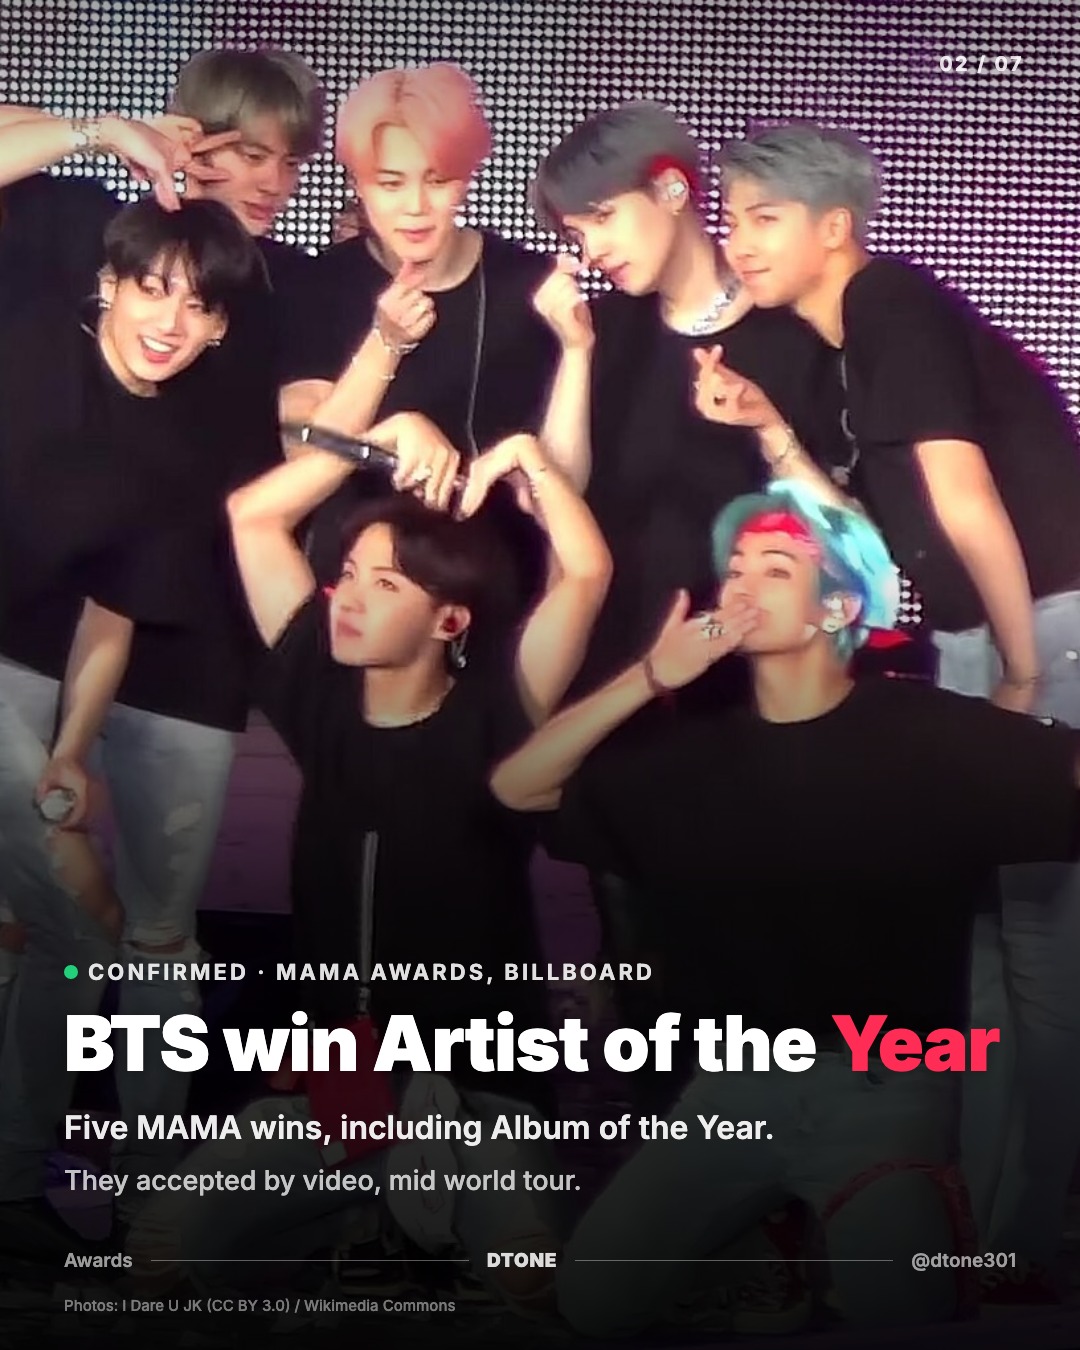 02 / 07
CONFIRMED · MAMA AWARDS, BILLBOARD
BTS win Artist of the Year
Five MAMA wins, including Album of the Year.
They accepted by video, mid world tour.
Awards DTONE @dtone301
Photos: I Dare U JK (CC BY 3.0) / Wikimedia Commons